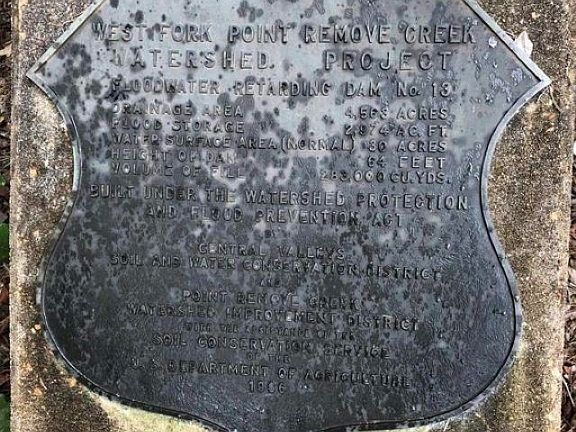 WEST FORK POINT REMOVE CREEK
WATERSHED PROJECT
FLOODWATER RETARDING DAM No. 13
DRAINAGE AREA 4,563 ACRES
FLOOD STORAGE 2,974 AC. FT.
WATER SURFACE AREA (NORMAL) 30 ACRES
HEIGHT OF DAM 64 FEET
VOLUME OF FILL 283,000 CU. YDS.
BUILT UNDER THE WATERSHED PROTECTION
AND FLOOD PREVENTION ACT
BY
CENTRAL VALLEYS
SOIL AND WATER CONSERVATION DISTRICT
AND
POINT REMOVE CREEK
WATERSHED IMPROVEMENT DISTRICT
WITH THE ASSISTANCE OF THE
SOIL CONSERVATION SERVICE
OF THE
U.S. DEPARTMENT OF AGRICULTURE